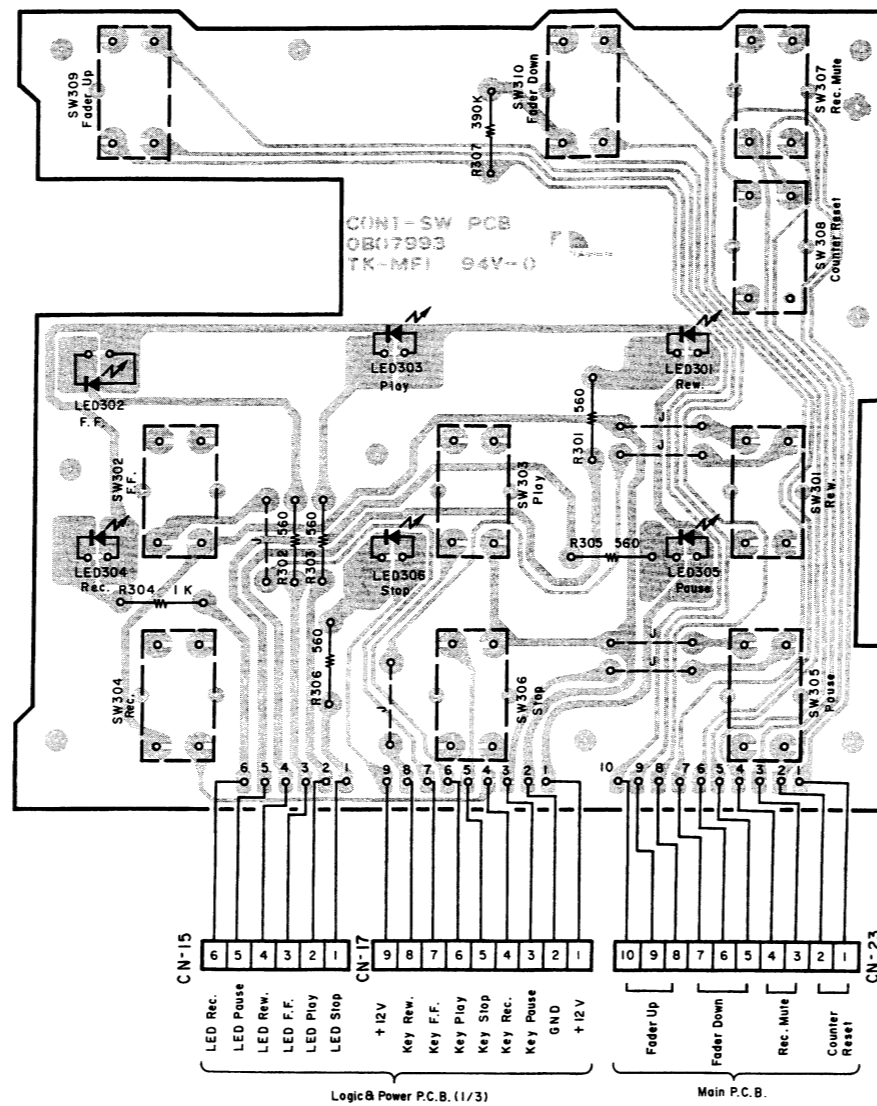 SW309
Fader Up
SW310
Fader Down
SW307
Rec. Mute
390K
R307
SW308
Counter Reset
CONT-SW PCB
0B07993
TK-MF1 94V-0
LED302
F. F.
LED303
Play
LED301
Rew.
SW302
F.F.
SW303
Play
560
R301
SW301
Rew.
J
J
LED304
Rec.
R304 1K
J
R302 560
R303 560
LED306
Stop
R305 560
LED305
Pause
SW304
Rec.
560
R306
J
SW306
Stop
J
J
SW305
Pause
6 5 4 3 2 1
9 8 7 6 5 4 3 2 1
10 9 8 7 6 5 4 3 2 1
CN-15
6 5 4 3 2 1
CN-17
9 8 7 6 5 4 3 2 1
CN-23
10 9 8 7 6 5 4 3 2 1
LED Rec.
LED Pause
LED Rew.
LED F.F.
LED Play
LED Stop
+12V
Key Rew.
Key F.F.
Key Play
Key Stop
Key Rec.
Key Pause
GND
+12V
Fader Up
Fader Down
Rec. Mute
Counter
Reset
Logic & Power P.C.B. (1/3)
Main P.C.B.